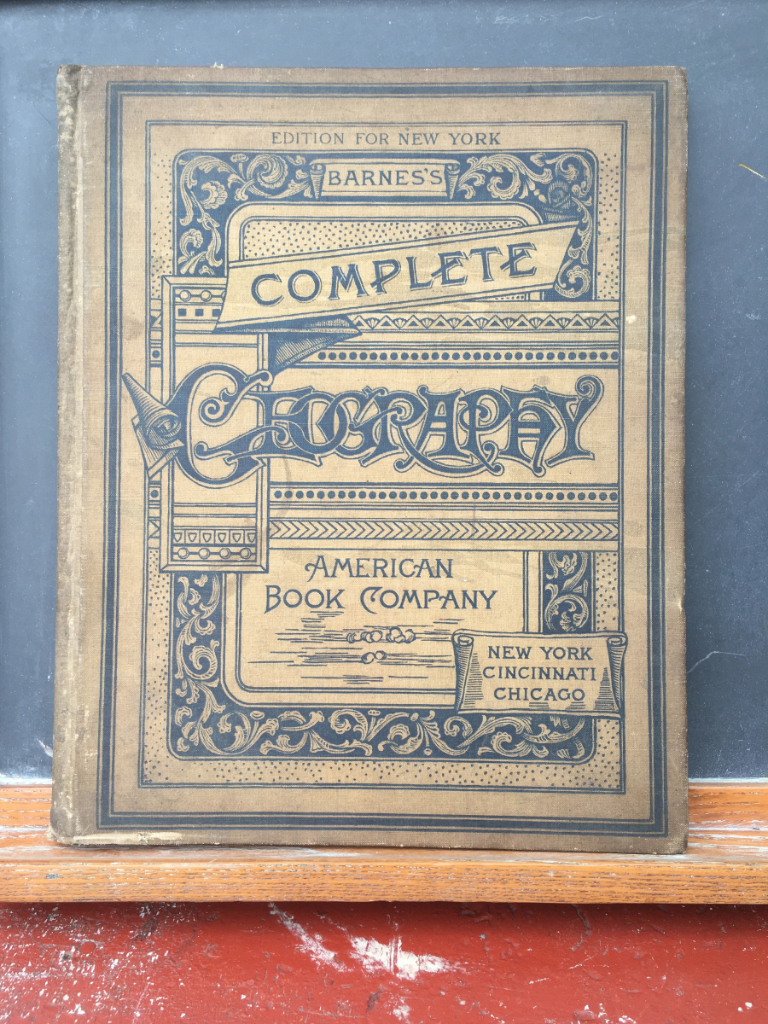 EDITION FOR NEW YORK
BARNES'S
COMPLETE
GEOGRAPHY
AMERICAN
BOOK COMPANY
NEW YORK
CINCINNATI
CHICAGO